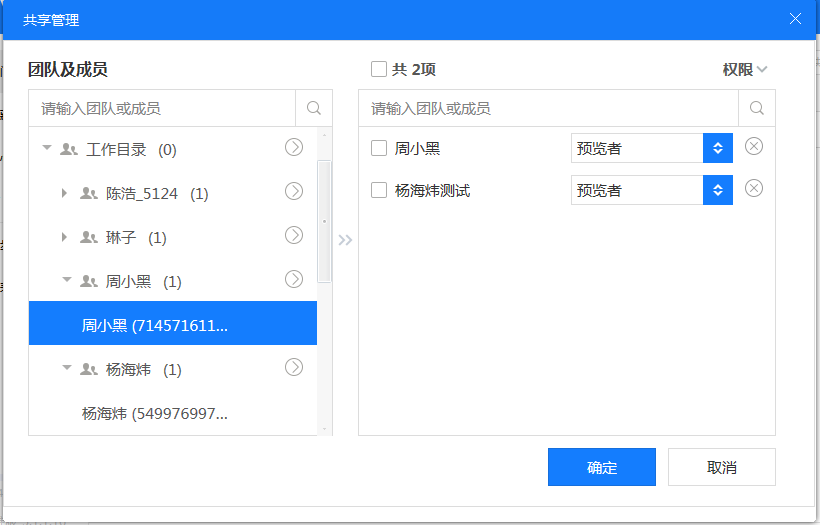 共享管理
团队及成员
共 2项
权限
请输入团队或成员
请输入团队或成员
工作目录 (0)
陈浩_5124 (1)
琳子 (1)
周小黑 (1)
周小黑 (714571611...
杨海炜 (1)
杨海炜 (549976997...
周小黑
预览者
杨海炜测试
预览者
确定
取消